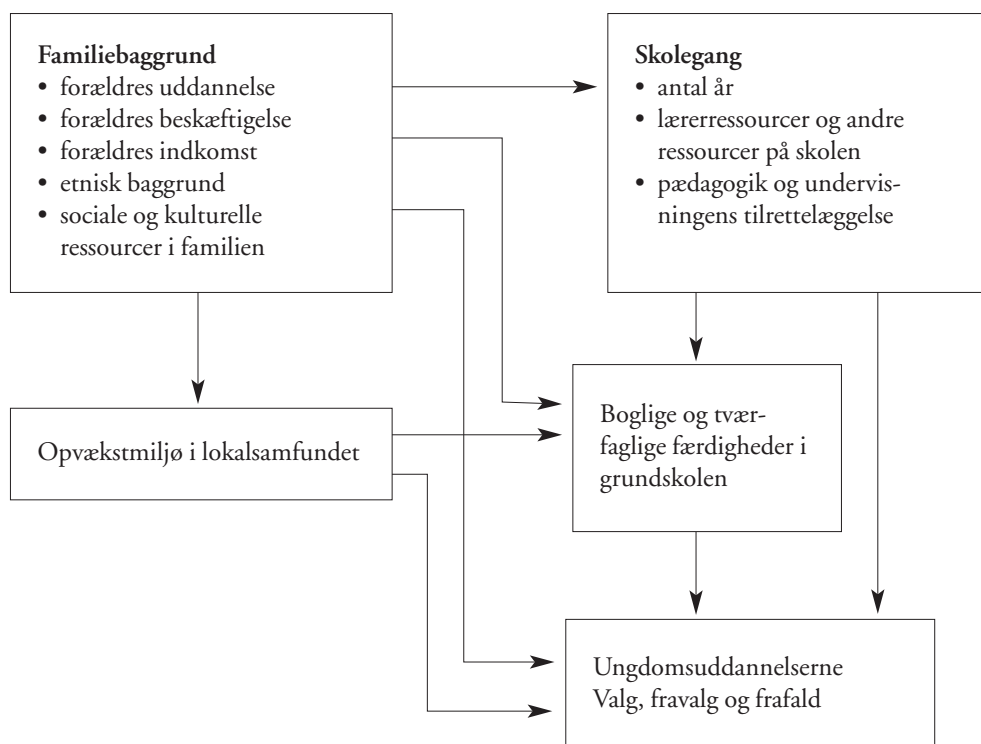 Familiebaggrund
• forældres uddannelse
• forældres beskæftigelse
• forældres indkomst
• etnisk baggrund
• sociale og kulturelle
ressourcer i familien
Skolegang
• antal år
• lærerressourcer og andre
ressourcer på skolen
• pædagogik og undervis-
ningens tilrettelæggelse
Opvækstmiljø i lokalsamfundet
Boglige og tvær-
faglige færdigheder i
grundskolen
Ungdomsuddannelserne
Valg, fravalg og frafald